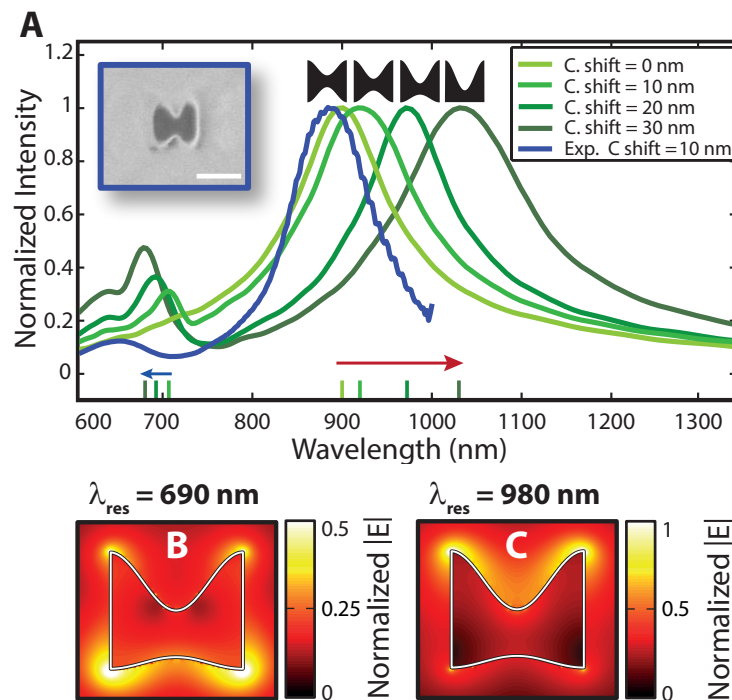 A
Normalized Intensity
1.2
1
0.8
0.6
0.4
0.2
0
C. shift = 0 nm
C. shift = 10 nm
C. shift = 20 nm
C. shift = 30 nm
Exp. C shift = 10 nm
600 700 800 900 1000 1100 1200 1300
Wavelength (nm)
λres = 690 nm
B
0.5
0.25
0
Normalized |E|
λres = 980 nm
C
1
0.5
0
Normalized |E|